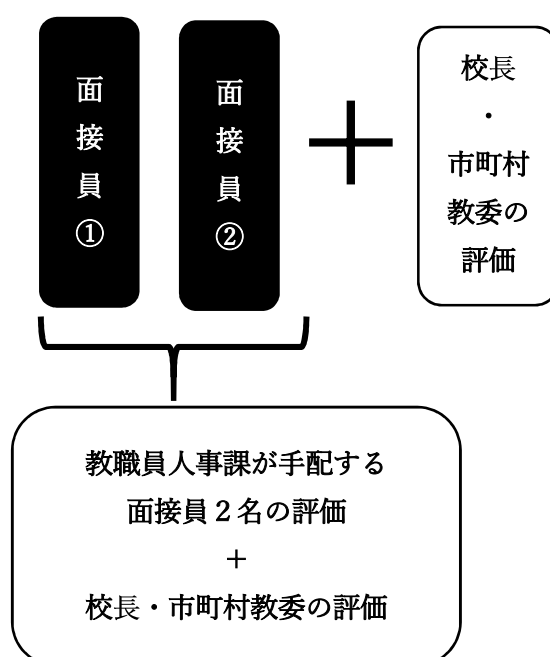 面接員①
面接員②
校長
・
市町村
教委の
評価
教職員人事課が手配する
面接員２名の評価
＋
校長・市町村教委の評価